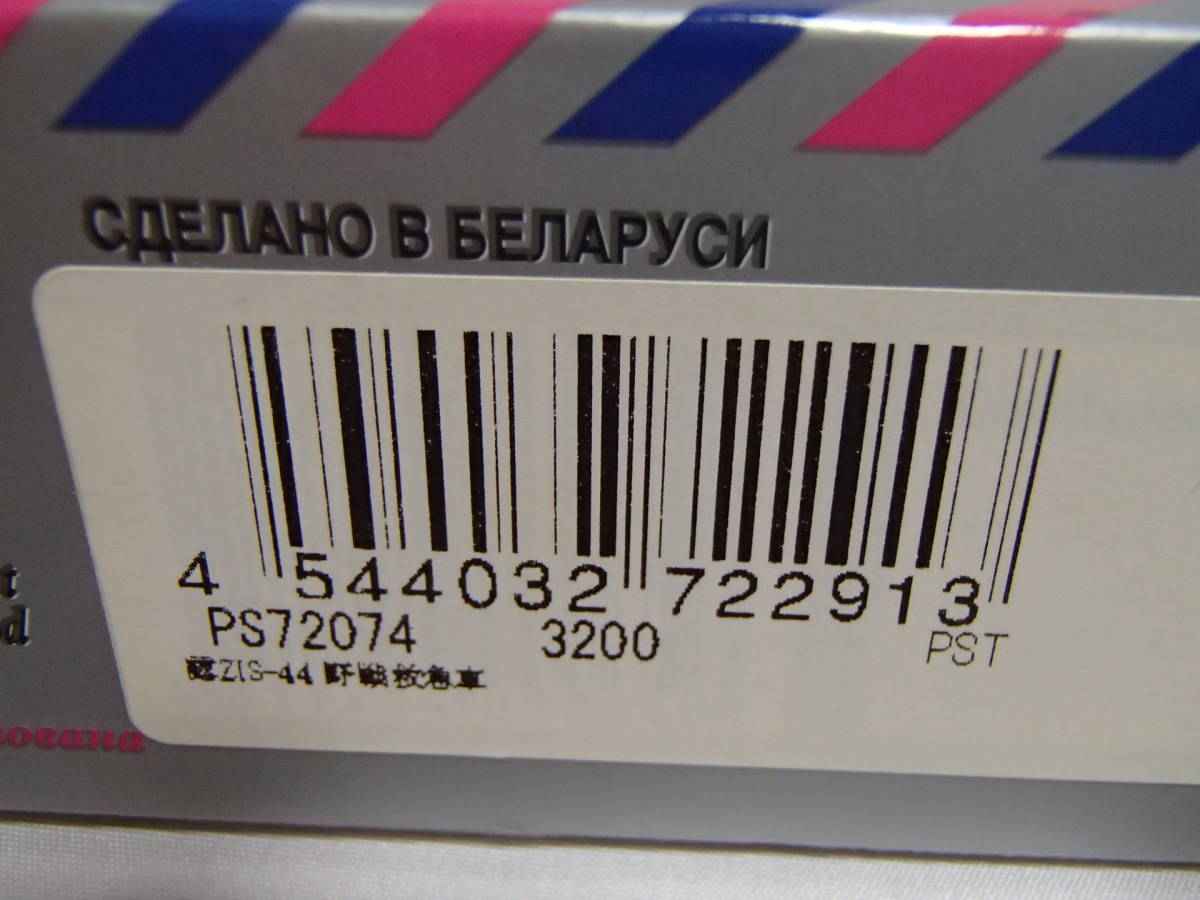 СДЕЛАНО В БЕЛАРУСИ
4 544032 722913
PS72074 3200 PST
露ZIS-44 野戦救急車